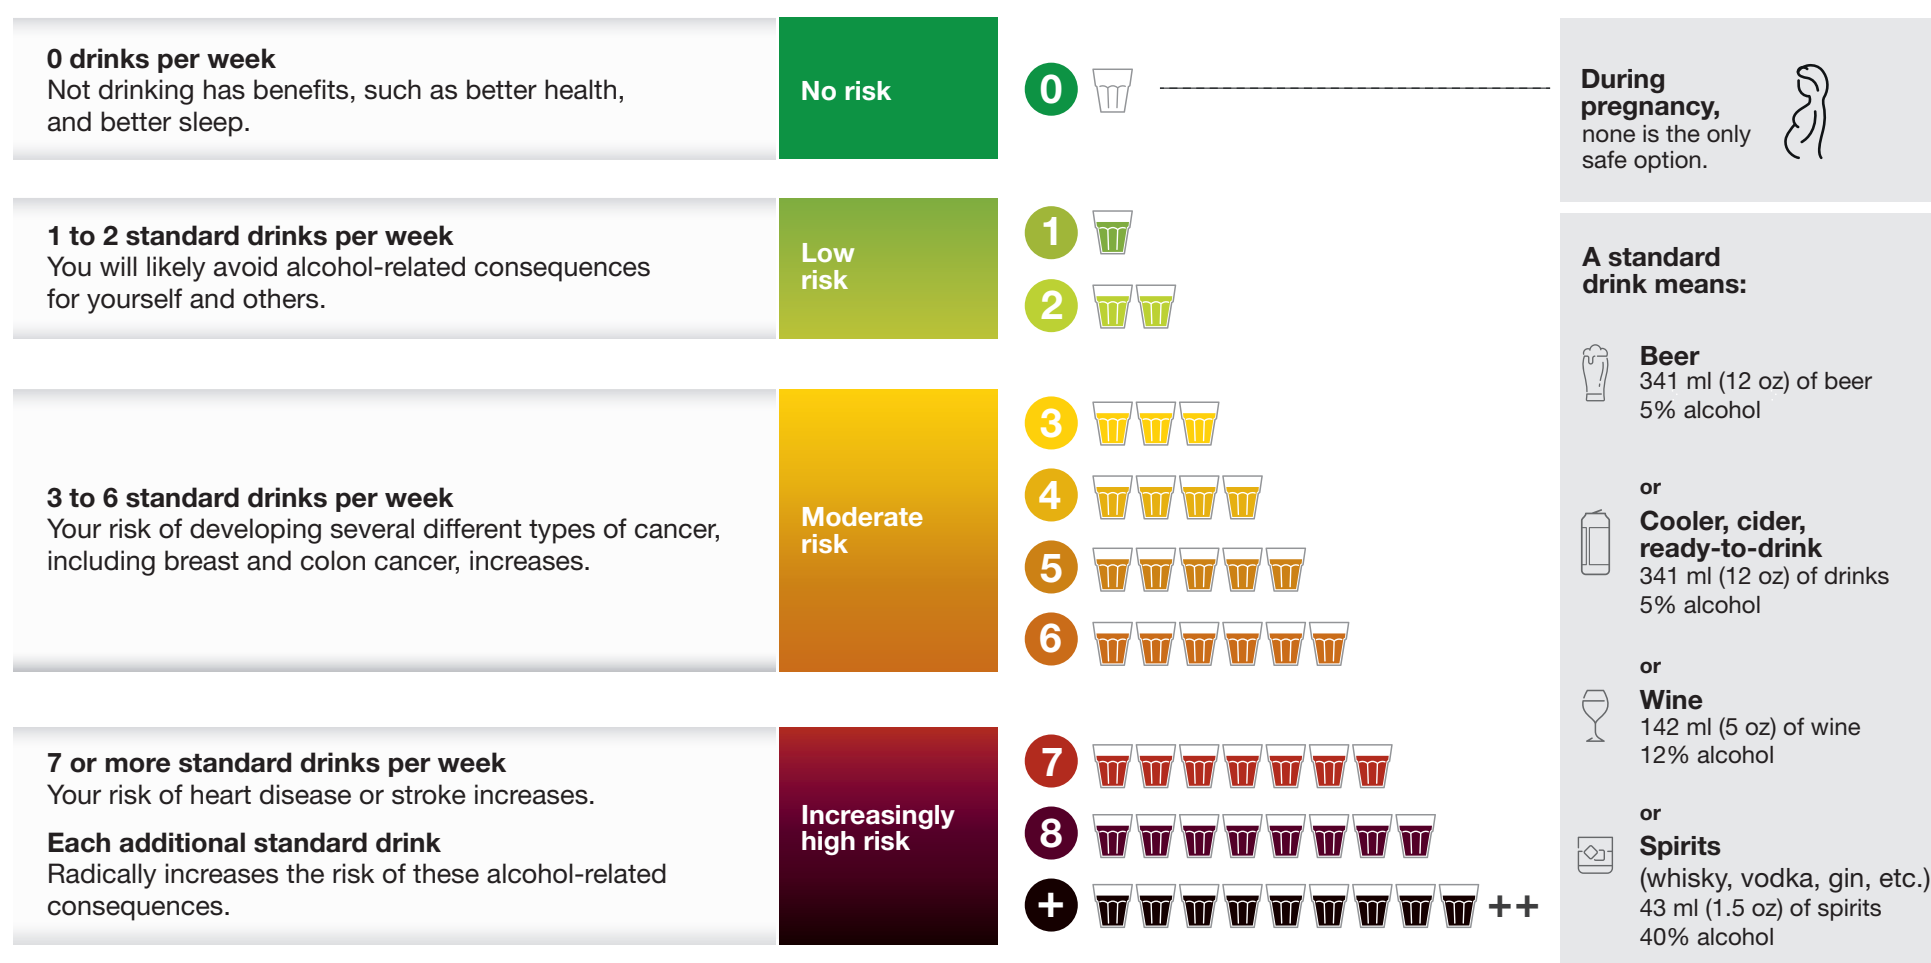 0 drinks per week
Not drinking has benefits, such as better health,
and better sleep.
No risk
0
During
pregnancy,
none is the only
safe option.
1 to 2 standard drinks per week
You will likely avoid alcohol-related consequences
for yourself and others.
Low
risk
1
2
3 to 6 standard drinks per week
Your risk of developing several different types of cancer,
including breast and colon cancer, increases.
Moderate
risk
3
4
5
6
7 or more standard drinks per week
Your risk of heart disease or stroke increases.
Each additional standard drink
Radically increases the risk of these alcohol-related
consequences.
Increasingly
high risk
7
8
+
++
A standard
drink means:
Beer
341 ml (12 oz) of beer
5% alcohol
or
Cooler, cider,
ready-to-drink
341 ml (12 oz) of drinks
5% alcohol
or
Wine
142 ml (5 oz) of wine
12% alcohol
or
Spirits
(whisky, vodka, gin, etc.)
43 ml (1.5 oz) of spirits
40% alcohol